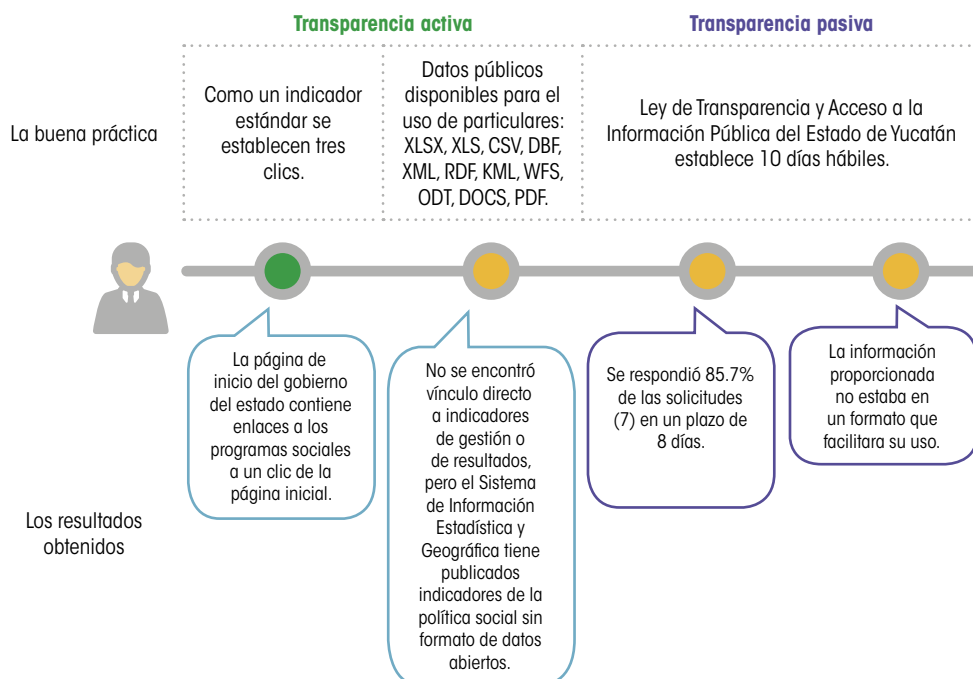 Transparencia activa
Transparencia pasiva
La buena práctica
Como un indicador
estándar se
establecen tres
clics.
Datos públicos
disponibles para el
uso de particulares:
XLSX, XLS, CSV, DBF,
XML, RDF, KML, WFS,
ODT, DOCS, PDF.
Ley de Transparencia y Acceso a la
Información Pública del Estado de Yucatán
establece 10 días hábiles.
Los resultados
obtenidos
La página de
inicio del gobierno
del estado contiene
enlaces a los
programas sociales
a un clic de la
página inicial.
No se encontró
vínculo directo
a indicadores
de gestión o
de resultados,
pero el Sistema
de Información
Estadística y
Geográfica tiene
publicados
indicadores de la
política social sin
formato de datos
abiertos.
Se respondió 85.7%
de las solicitudes
(7) en un plazo de
8 días.
La información
proporcionada
no estaba en
un formato que
facilitara su uso.